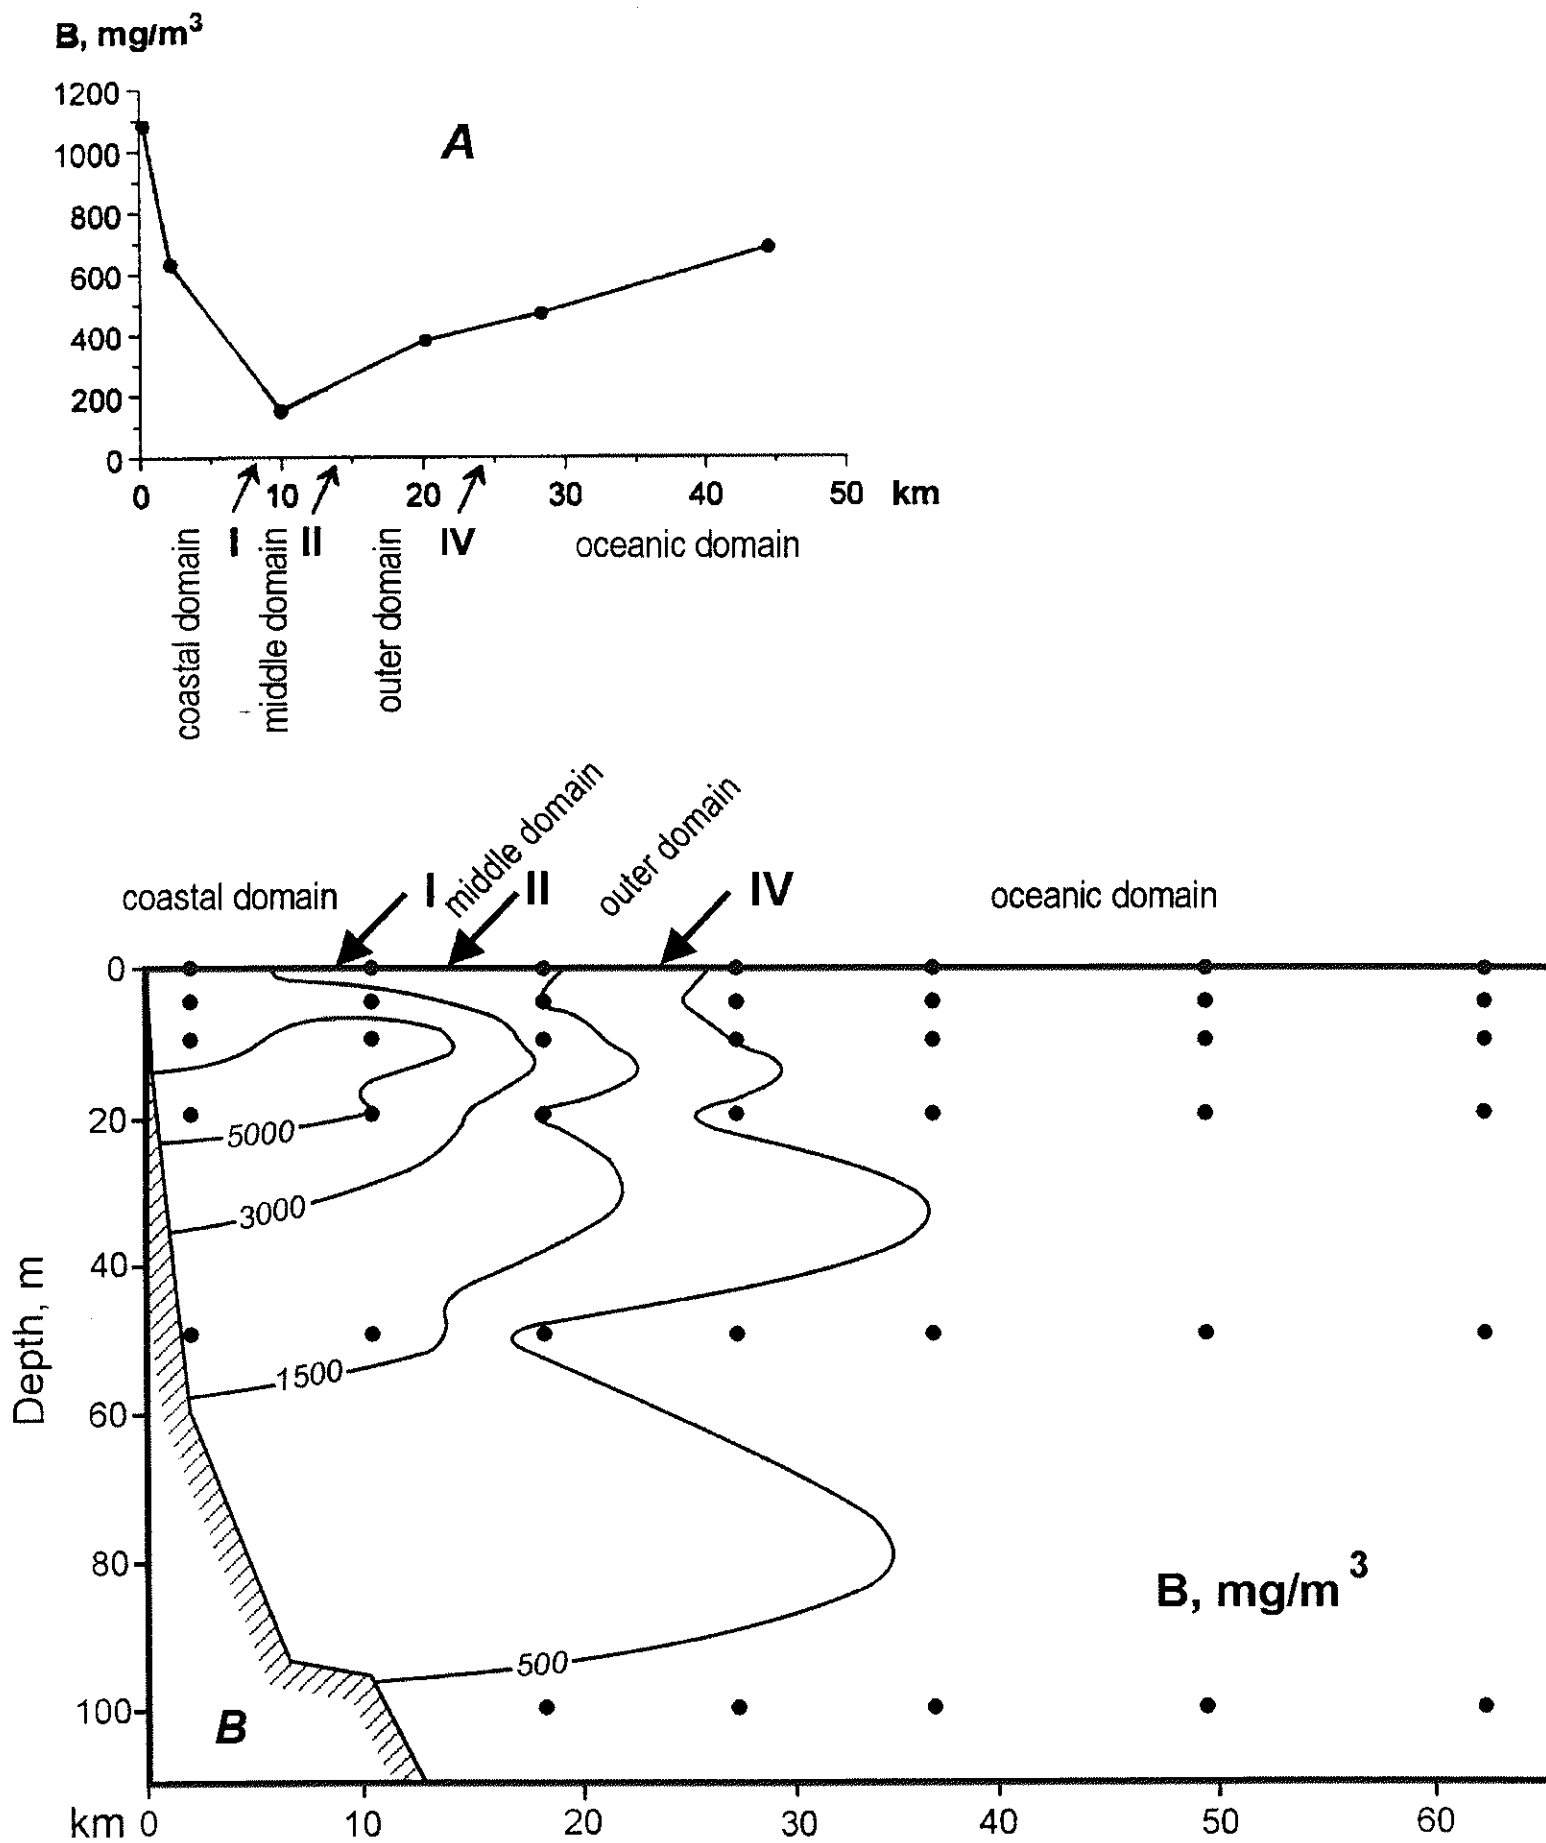 B, mg/m³
1200
1000
800
600
400
200
0
A
0 10 20 30 40 50 km
I II IV oceanic domain
coastal domain
middle domain
outer domain
middle domain
outer domain
coastal domain I II IV oceanic domain
0
20
40
60
80
100
Depth, m
5000
3000
1500
500
B, mg/m³
B
km 0 10 20 30 40 50 60